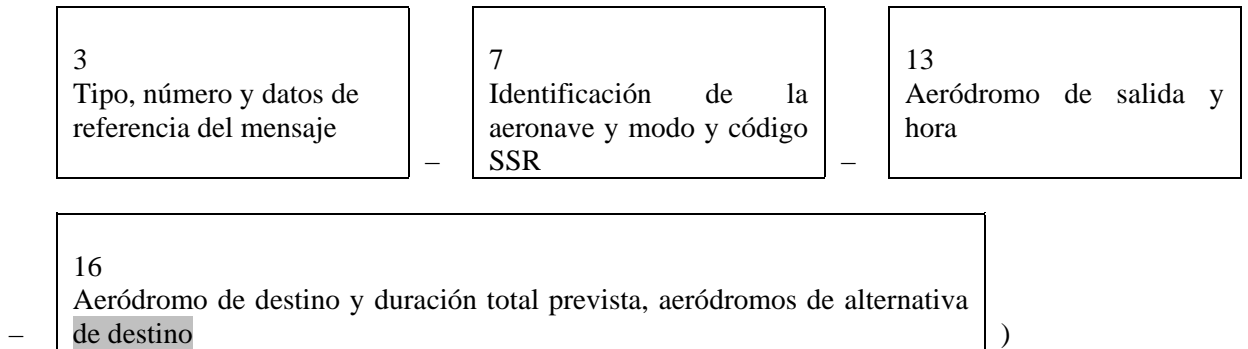 3
Tipo, número y datos de
referencia del mensaje
–
7
Identificación de la
aeronave y modo y código
SSR
–
13
Aeródromo de salida y
hora
–
16
Aeródromo de destino y duración total prevista, aeródromos de alternativa
de destino
)